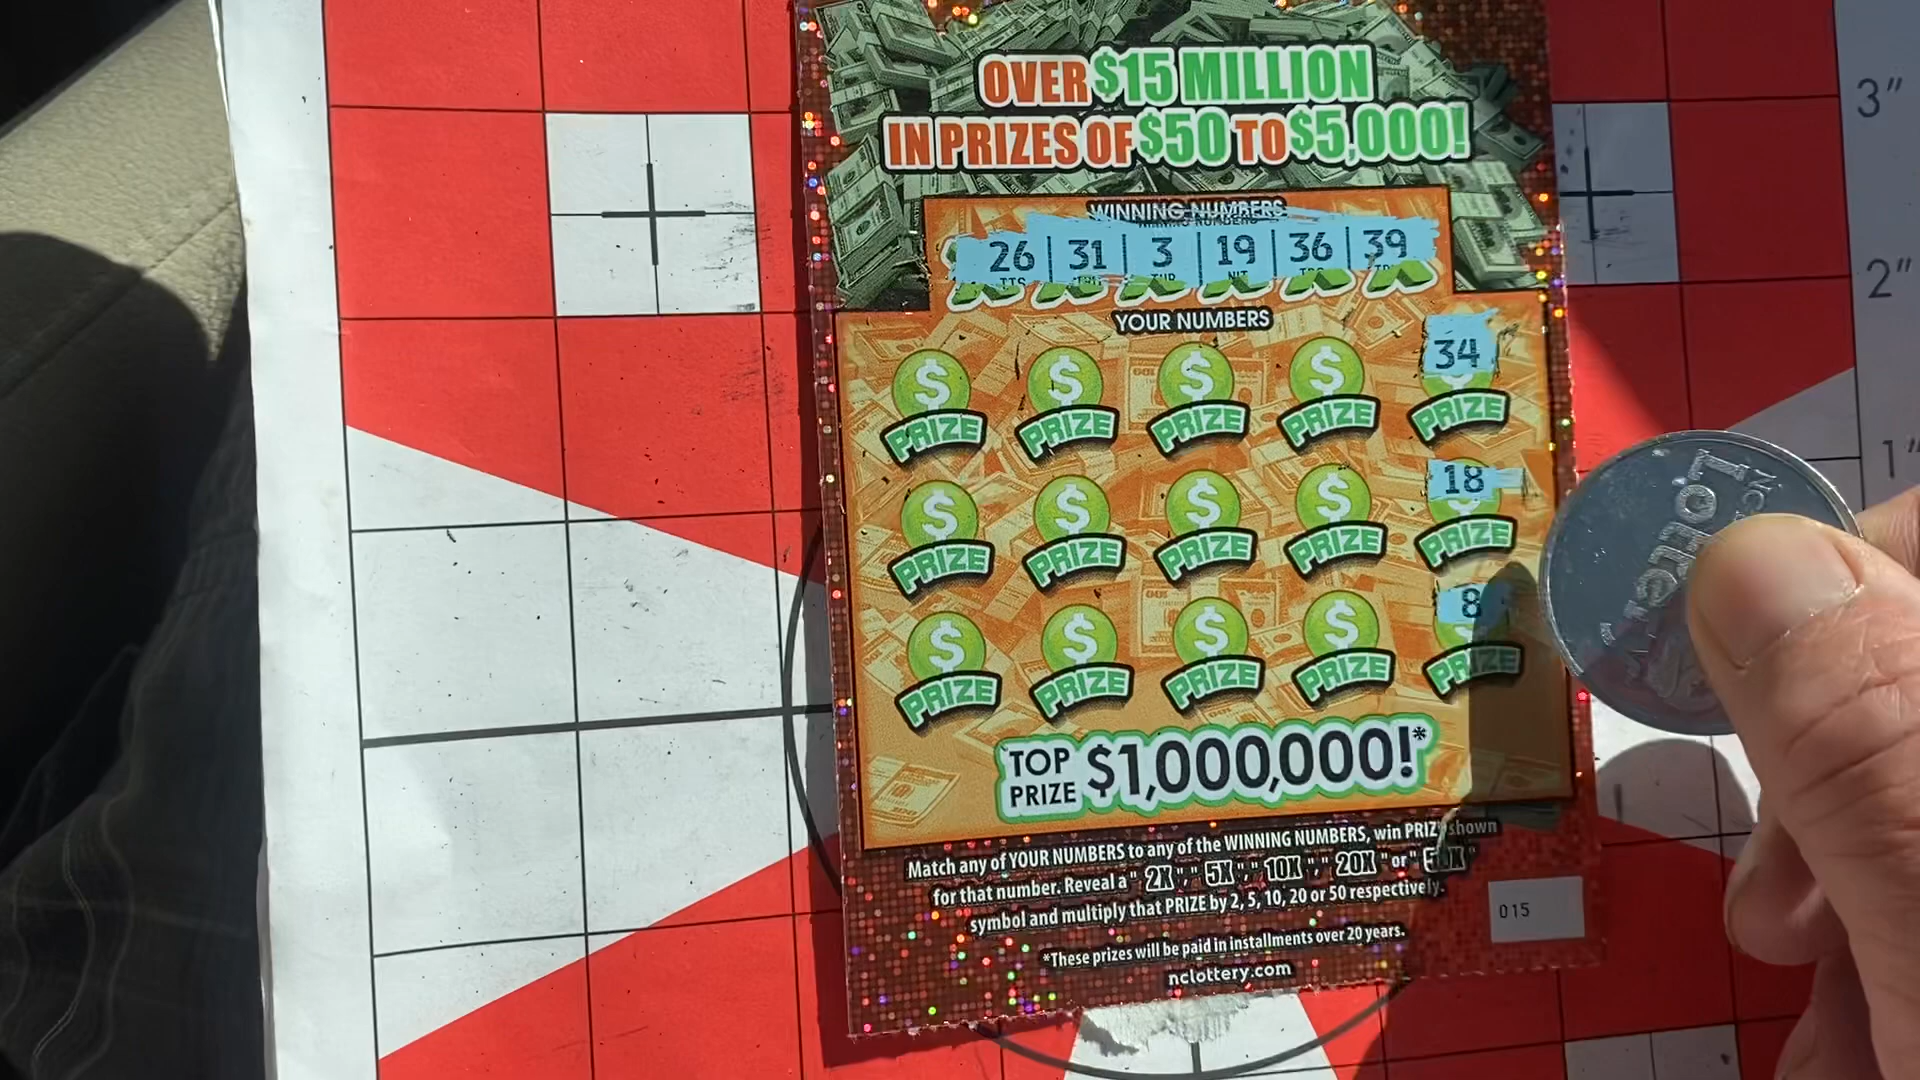 OVER $15 MILLION
IN PRIZES OF $50 TO $5,000!
WINNING NUMBERS
26 31 3 19 36 39
YOUR NUMBERS
34
PRIZE PRIZE PRIZE PRIZE PRIZE
18
PRIZE PRIZE PRIZE PRIZE PRIZE
8
PRIZE PRIZE PRIZE PRIZE PRIZE
TOP PRIZE $1,000,000!*
Match any of YOUR NUMBERS to any of the WINNING NUMBERS, win PRIZE shown
for that number. Reveal a "2X", "5X", "10X", "20X" or "50X"
symbol and multiply that PRIZE by 2, 5, 10, 20 or 50 respectively.
015
*These prizes will be paid in installments over 20 years.
nclottery.com
3"
2"
1"
NC
Lottery